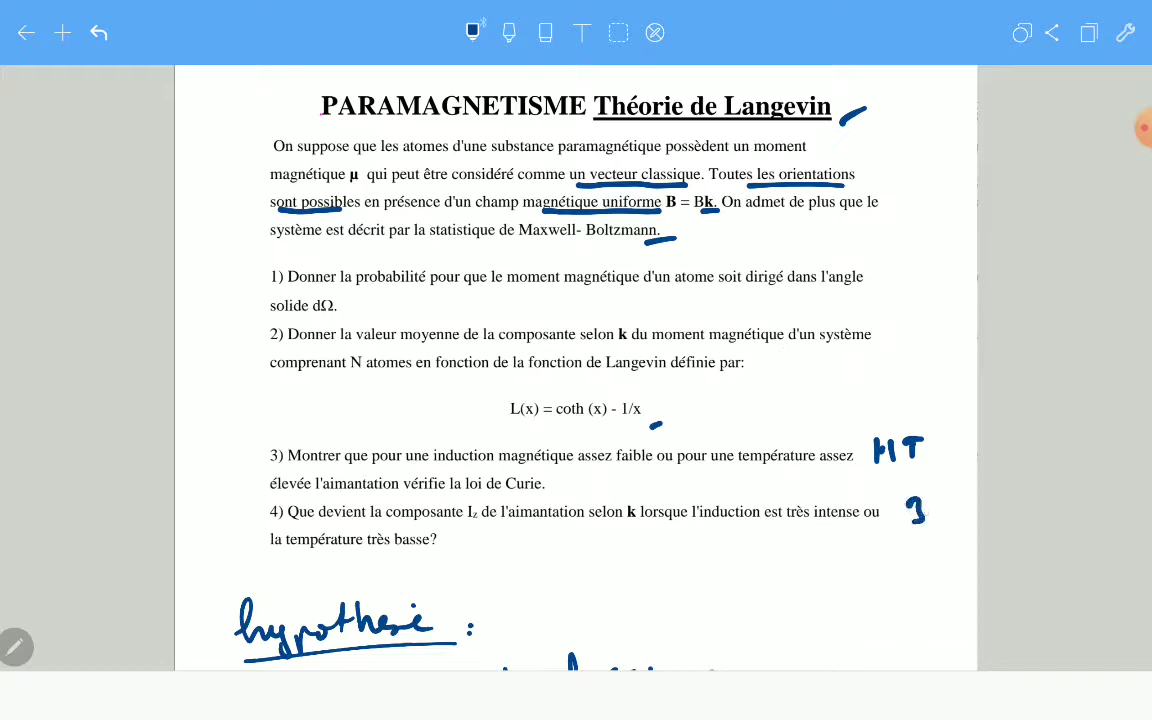 PARAMAGNETISME Théorie de Langevin
On suppose que les atomes d'une substance paramagnétique possèdent un moment
magnétique µ qui peut être considéré comme un vecteur classique. Toutes les orientations
sont possibles en présence d'un champ magnétique uniforme B = Bk. On admet de plus que le
système est décrit par la statistique de Maxwell- Boltzmann.
1) Donner la probabilité pour que le moment magnétique d'un atome soit dirigé dans l'angle
solide dΩ.
2) Donner la valeur moyenne de la composante selon k du moment magnétique d'un système
comprenant N atomes en fonction de la fonction de Langevin définie par:
L(x) = coth (x) - 1/x
3) Montrer que pour une induction magnétique assez faible ou pour une température assez
HT
élevée l'aimantation vérifie la loi de Curie.
4) Que devient la composante Iz de l'aimantation selon k lorsque l'induction est très intense ou
la température très basse?
hypothesie :